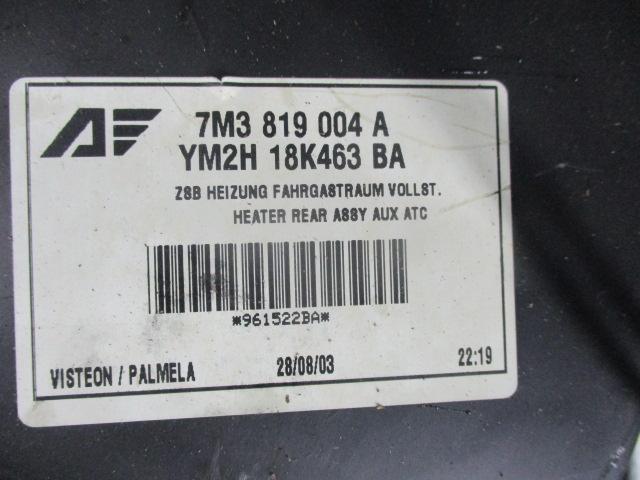 AF
7M3 819 004 A
YM2H 18K463 BA
ZSB HEIZUNG FAHRGASTRAUM VOLLST.
HEATER REAR ASSY AUX ATC
*961522BA*
VISTEON / PALMELA 28/08/03 22:19